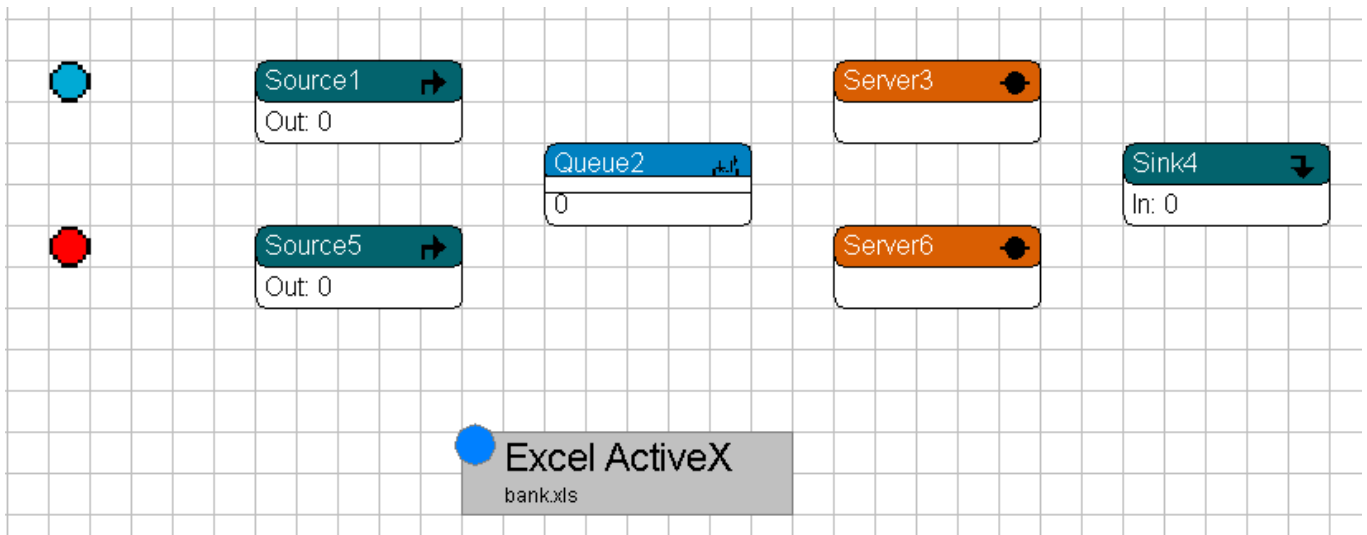 Source1
Out: 0
Server3
Queue2
0
Sink4
In: 0
Source5
Out: 0
Server6
Excel ActiveX
bank.xls